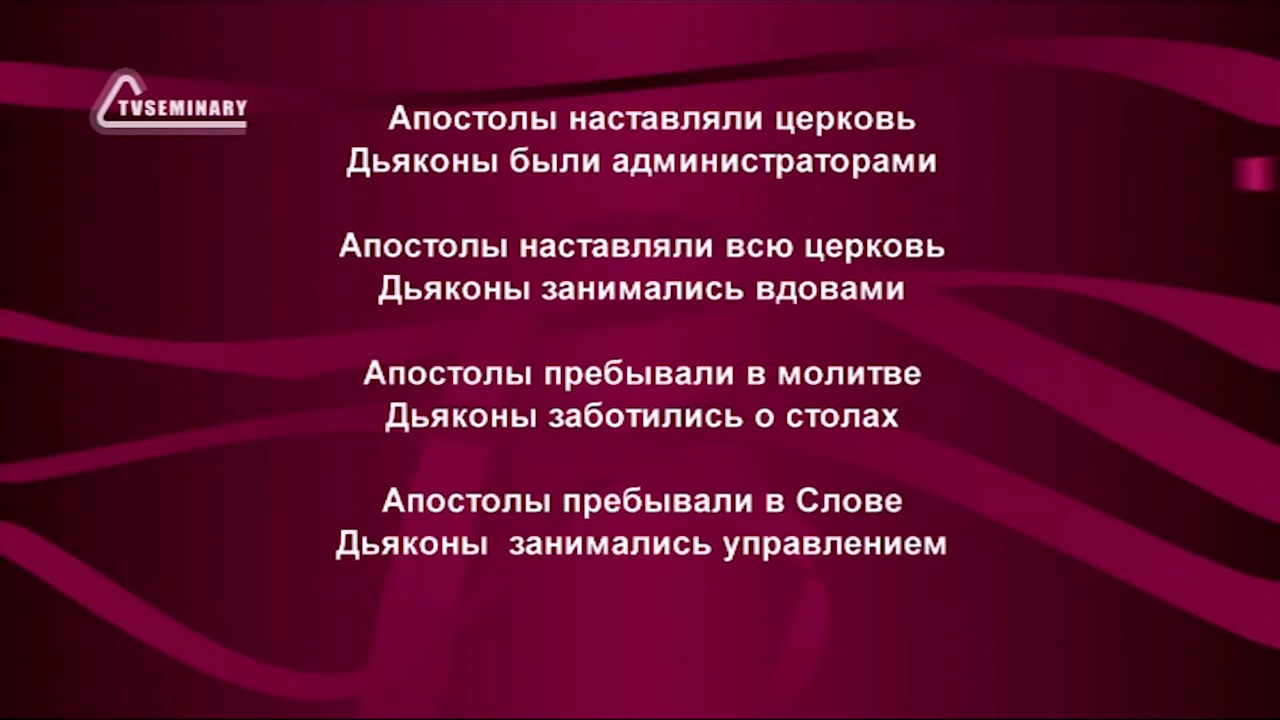 TVSEMINARY
Апостолы наставляли церковь
Дьяконы были администраторами
Апостолы наставляли всю церковь
Дьяконы занимались вдовами
Апостолы пребывали в молитве
Дьяконы заботились о столах
Апостолы пребывали в Слове
Дьяконы  занимались управлением